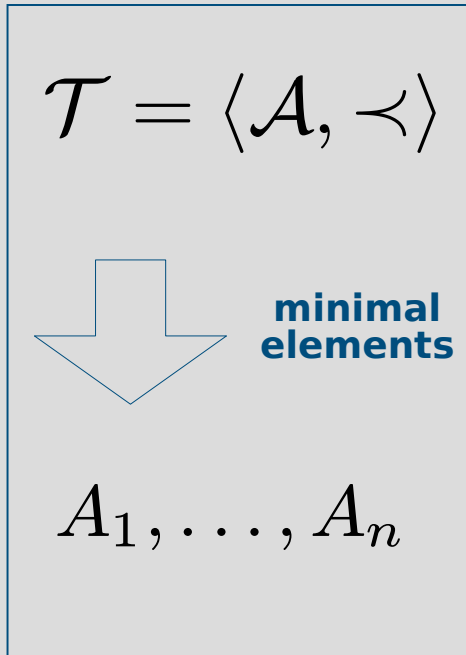 𝒯 = ⟨𝒜, ≺⟩
minimal
elements
A₁, . . . , Aₙ